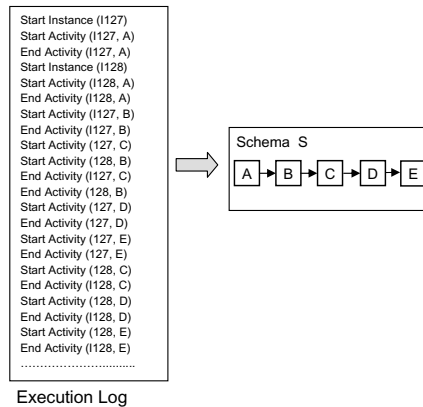 Start Instance (I127)
Start Activity (I127, A)
End Activity (I127, A)
Start Instance (I128)
Start Activity (I128, A)
End Activity (I128, A)
Start Activity (I127, B)
End Activity (I127, B)
Start Activity (127, C)
Start Activity (128, B)
End Activity (I127, C)
End Activity (128, B)
Start Activity (127, D)
End Activity (127, D)
Start Activity (127, E)
End Activity (127, E)
Start Activity (128, C)
End Activity (I128, C)
Start Activity (128, D)
End Activity (I128, D)
Start Activity (128, E)
End Activity (I128, E)
................................
Execution Log
Schema S
A B C D E